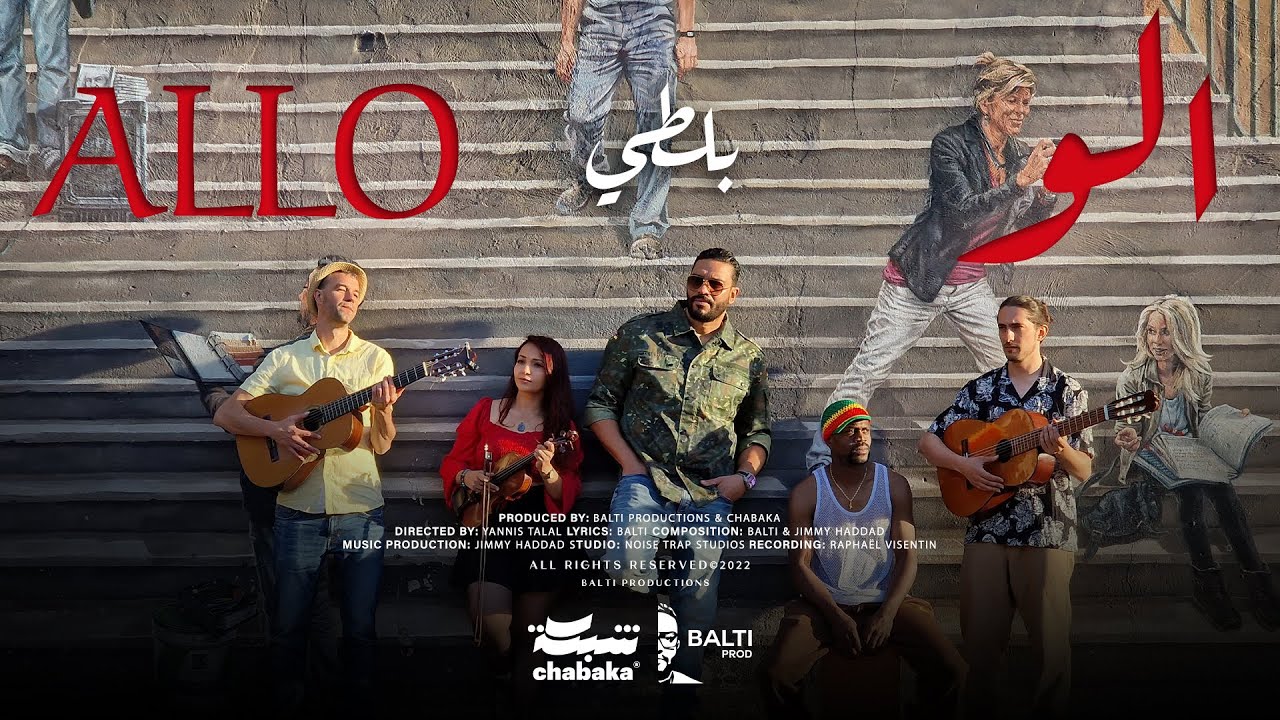 ALLO
بلطي
الو
PRODUCED BY: BALTI PRODUCTIONS & CHABAKA
DIRECTED BY: YANNIS TALAL LYRICS: BALTI COMPOSITION: BALTI & JIMMY HADDAD
MUSIC PRODUCTION: JIMMY HADDAD STUDIO: NOISE TRAP STUDIOS RECORDING: RAPHAËL VISENTIN
ALL RIGHTS RESERVED©2022
BALTI PRODUCTIONS
شبكة
chabaka®
BALTI
PROD